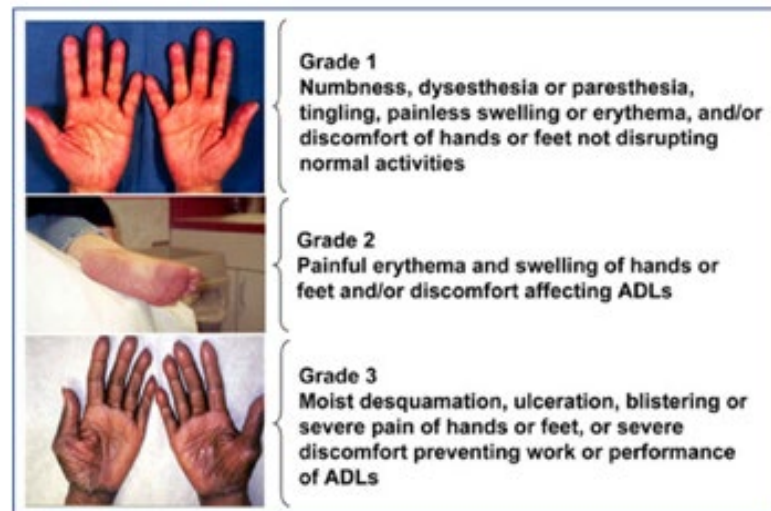 Grade 1
Numbness, dysesthesia or paresthesia,
tingling, painless swelling or erythema, and/or
discomfort of hands or feet not disrupting
normal activities
Grade 2
Painful erythema and swelling of hands or
feet and/or discomfort affecting ADLs
Grade 3
Moist desquamation, ulceration, blistering or
severe pain of hands or feet, or severe
discomfort preventing work or performance
of ADLs